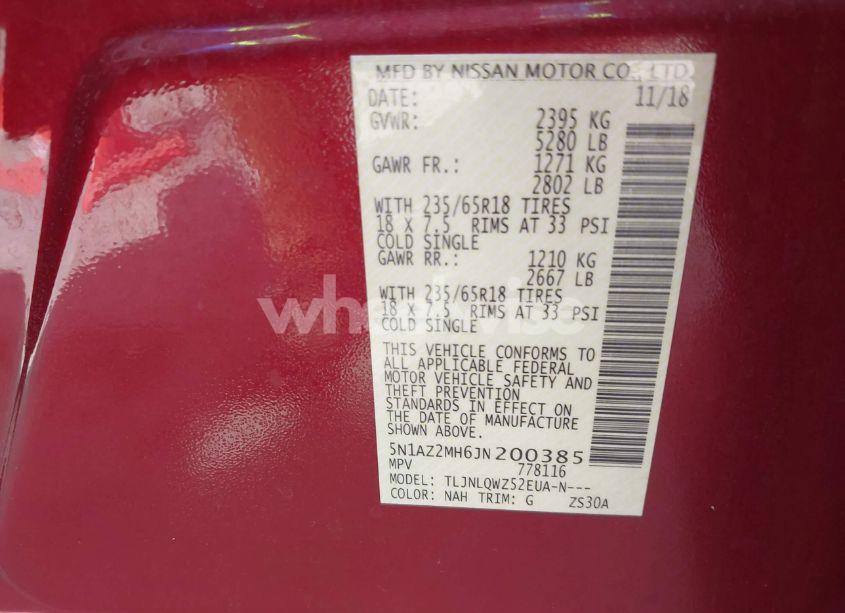 MFD BY NISSAN MOTOR CO., LTD.
DATE: 11/18
GVWR: 2395 KG
5280 LB
GAWR FR.: 1271 KG
2802 LB
WITH 235/65R18 TIRES
18 X 7.5 RIMS AT 33 PSI
COLD SINGLE
GAWR RR.: 1210 KG
2667 LB
WITH 235/65R18 TIRES
18 X 7.5 RIMS AT 33 PSI
COLD SINGLE
THIS VEHICLE CONFORMS TO
ALL APPLICABLE FEDERAL
MOTOR VEHICLE SAFETY AND
THEFT PREVENTION
STANDARDS IN EFFECT ON
THE DATE OF MANUFACTURE
SHOWN ABOVE.
5N1AZ2MH6JN200385
MPV 778116
MODEL: TLJNLQWZ52EUA-N---
COLOR: NAH TRIM: G ZS30A